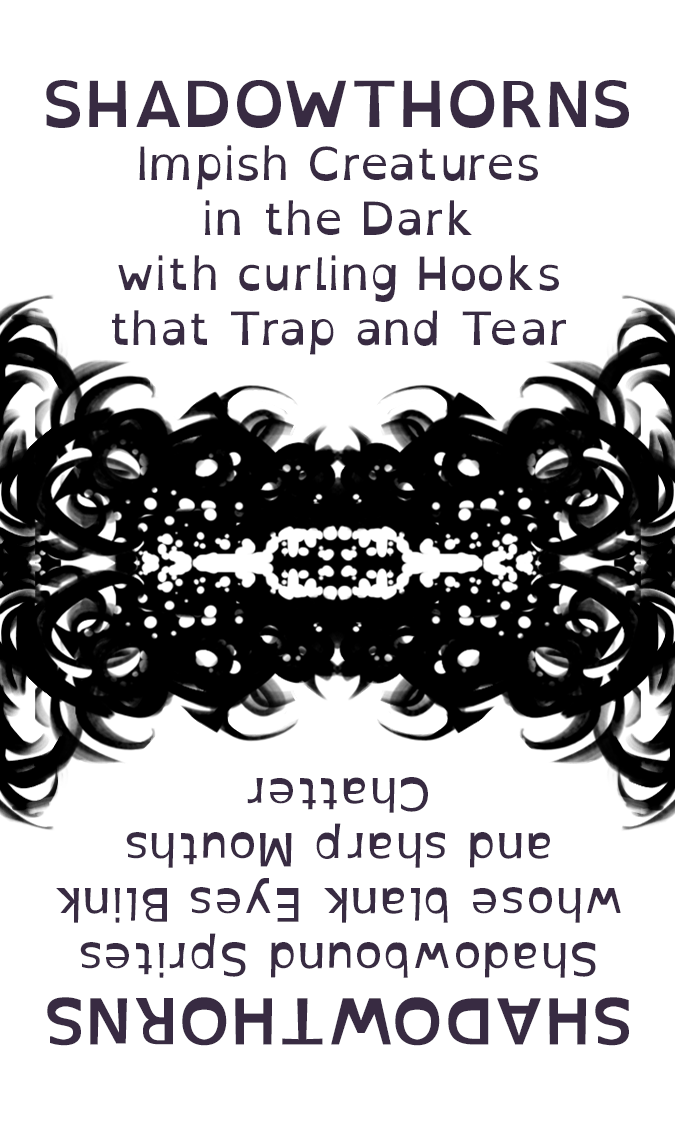 SHADOWTHORNS
Impish Creatures
in the Dark
with curling Hooks
that Trap and Tear
SHADOWTHORNS
Shadowbound Sprites
whose blank Eyes Blink
and sharp Mouths
Chatter